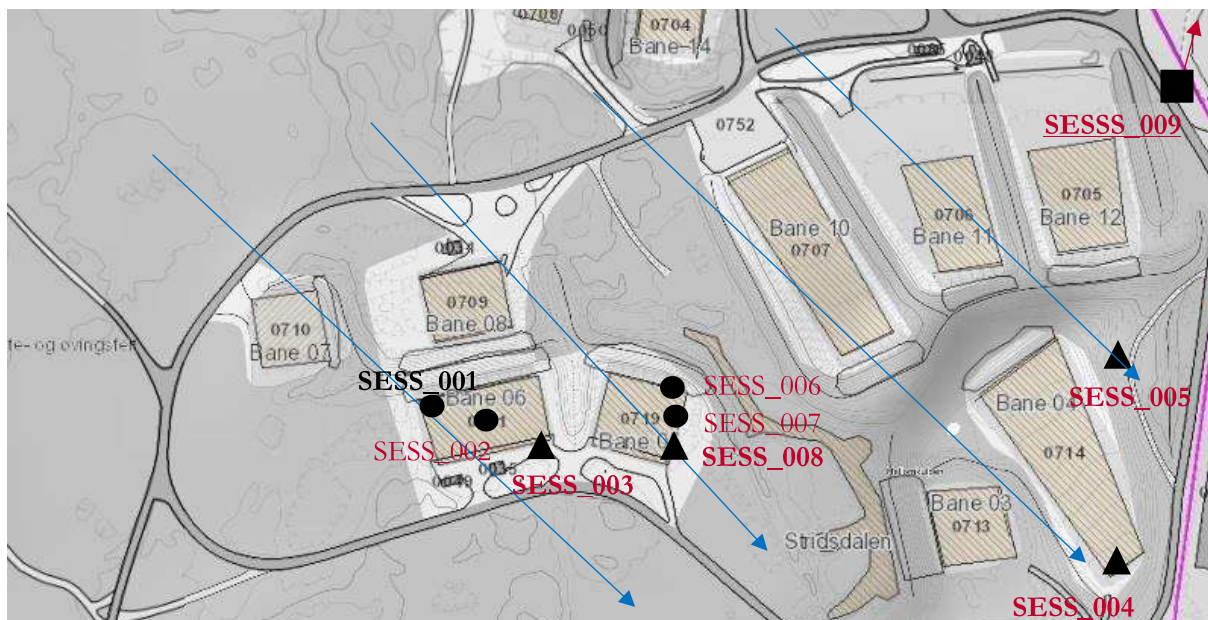 0704
Bane 14
0752
SESSS_009
0705
Bane 12
0706
Bane 11
Bane 10
0707
0709
Bane 08
0710
Bane 07
SESS_001
Bane 06
SESS_002
SESS_003
0719
SESS_006
SESS_007
SESS_008
SESS_005
Bane 04
0714
Bane 03
0713
Stridsdalen
SESS_004